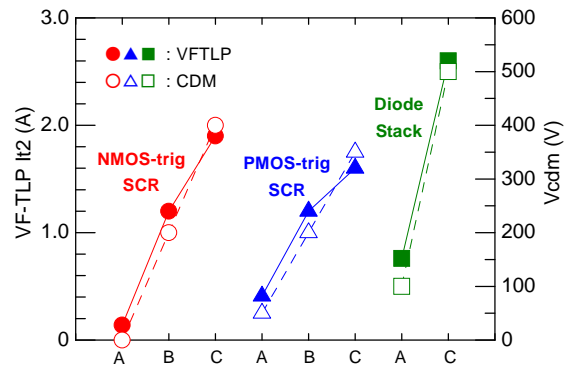 3.0
2.0
1.0
0
VF-TLP It2 (A)
: VFTLP
: CDM
NMOS-trig
SCR
PMOS-trig
SCR
Diode
Stack
600
500
400
300
200
100
0
Vcdm (V)
A B C A B C A C